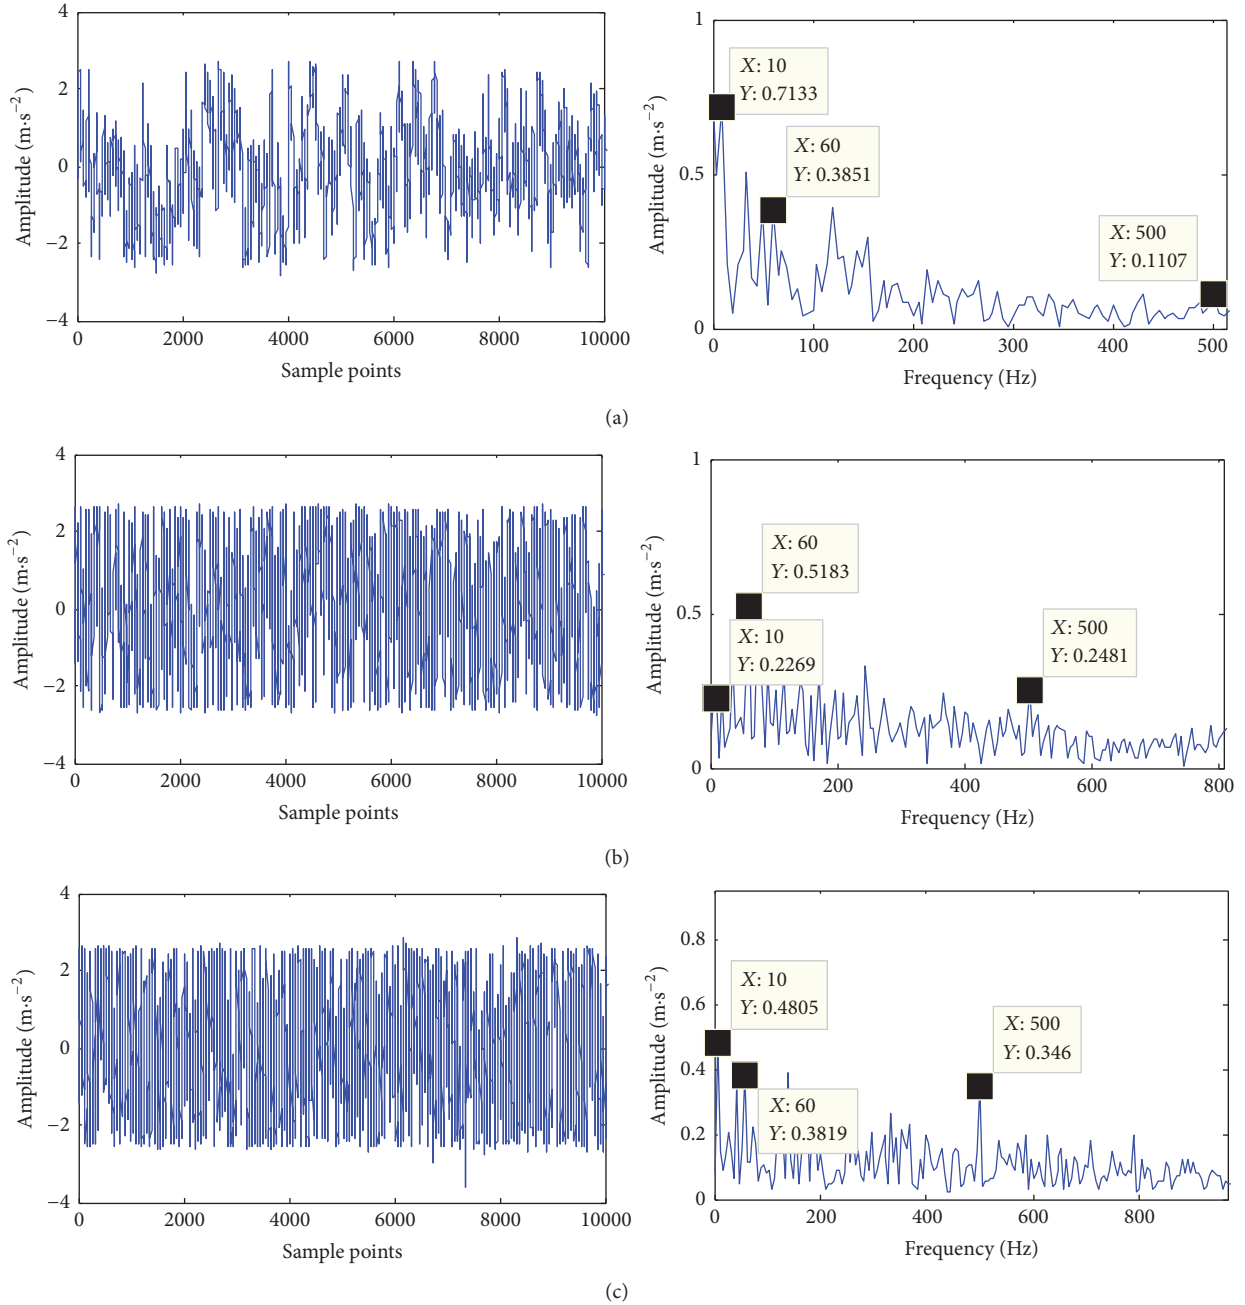 4
2
0
−2
−4
Amplitude (m·s−2)
0 2000 4000 6000 8000 10000
Sample points
1
0.5
0
Amplitude (m·s−2)
X: 10
Y: 0.7133
X: 60
Y: 0.3851
X: 500
Y: 0.1107
0 100 200 300 400 500
Frequency (Hz)
(a)
4
2
0
−2
−4
Amplitude (m·s−2)
0 2000 4000 6000 8000 10000
Sample points
1
0.5
0
Amplitude (m·s−2)
X: 60
Y: 0.5183
X: 10
Y: 0.2269
X: 500
Y: 0.2481
0 200 400 600 800
Frequency (Hz)
(b)
4
2
0
−2
−4
Amplitude (m·s−2)
0 2000 4000 6000 8000 10000
Sample points
0.8
0.6
0.4
0.2
0
Amplitude (m·s−2)
X: 10
Y: 0.4805
X: 500
Y: 0.346
X: 60
Y: 0.3819
0 200 400 600 800
Frequency (Hz)
(c)